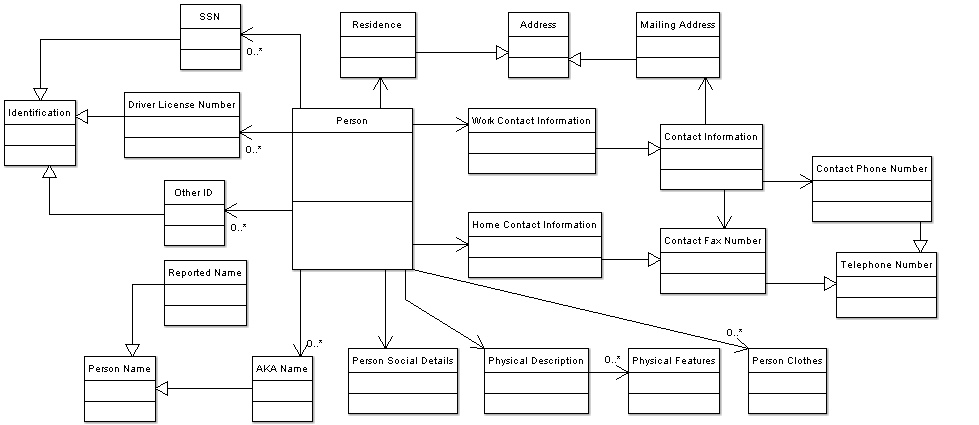 SSN
Residence
Address
Mailing Address
0..*
Identification
Driver License Number
Person
Work Contact Information
Contact Information
0..*
Contact Phone Number
Other ID
0..*
Home Contact Information
Contact Fax Number
Reported Name
Telephone Number
0..*
0..*
Person Name
AKA Name
Person Social Details
Physical Description
0..*
Physical Features
Person Clothes